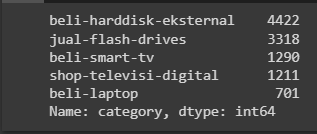 beli-harddisk-eksternal    4422
jual-flash-drives          3318
beli-smart-tv              1290
shop-televisi-digital      1211
beli-laptop                 701
Name: category, dtype: int64